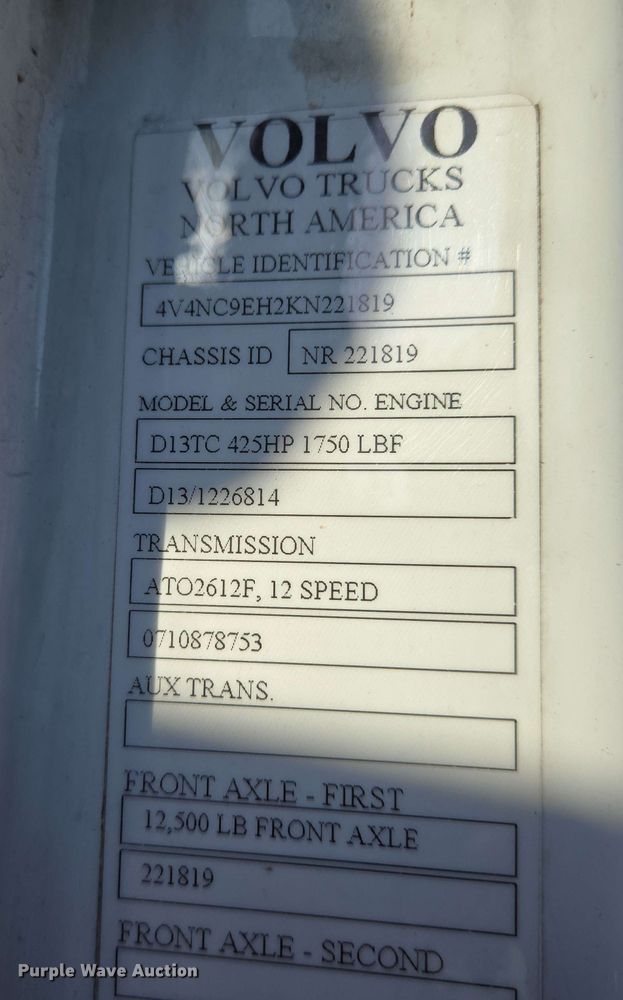 VOLVO
VOLVO TRUCKS
NORTH AMERICA
VEHICLE IDENTIFICATION #
4V4NC9EH2KN221819
CHASSIS ID NR 221819
MODEL & SERIAL NO. ENGINE
D13TC 425HP 1750 LBF
D13/1226814
TRANSMISSION
ATO2612F, 12 SPEED
0710878753
AUX TRANS.
FRONT AXLE - FIRST
12,500 LB FRONT AXLE
221819
FRONT AXLE - SECOND
Purple Wave Auction